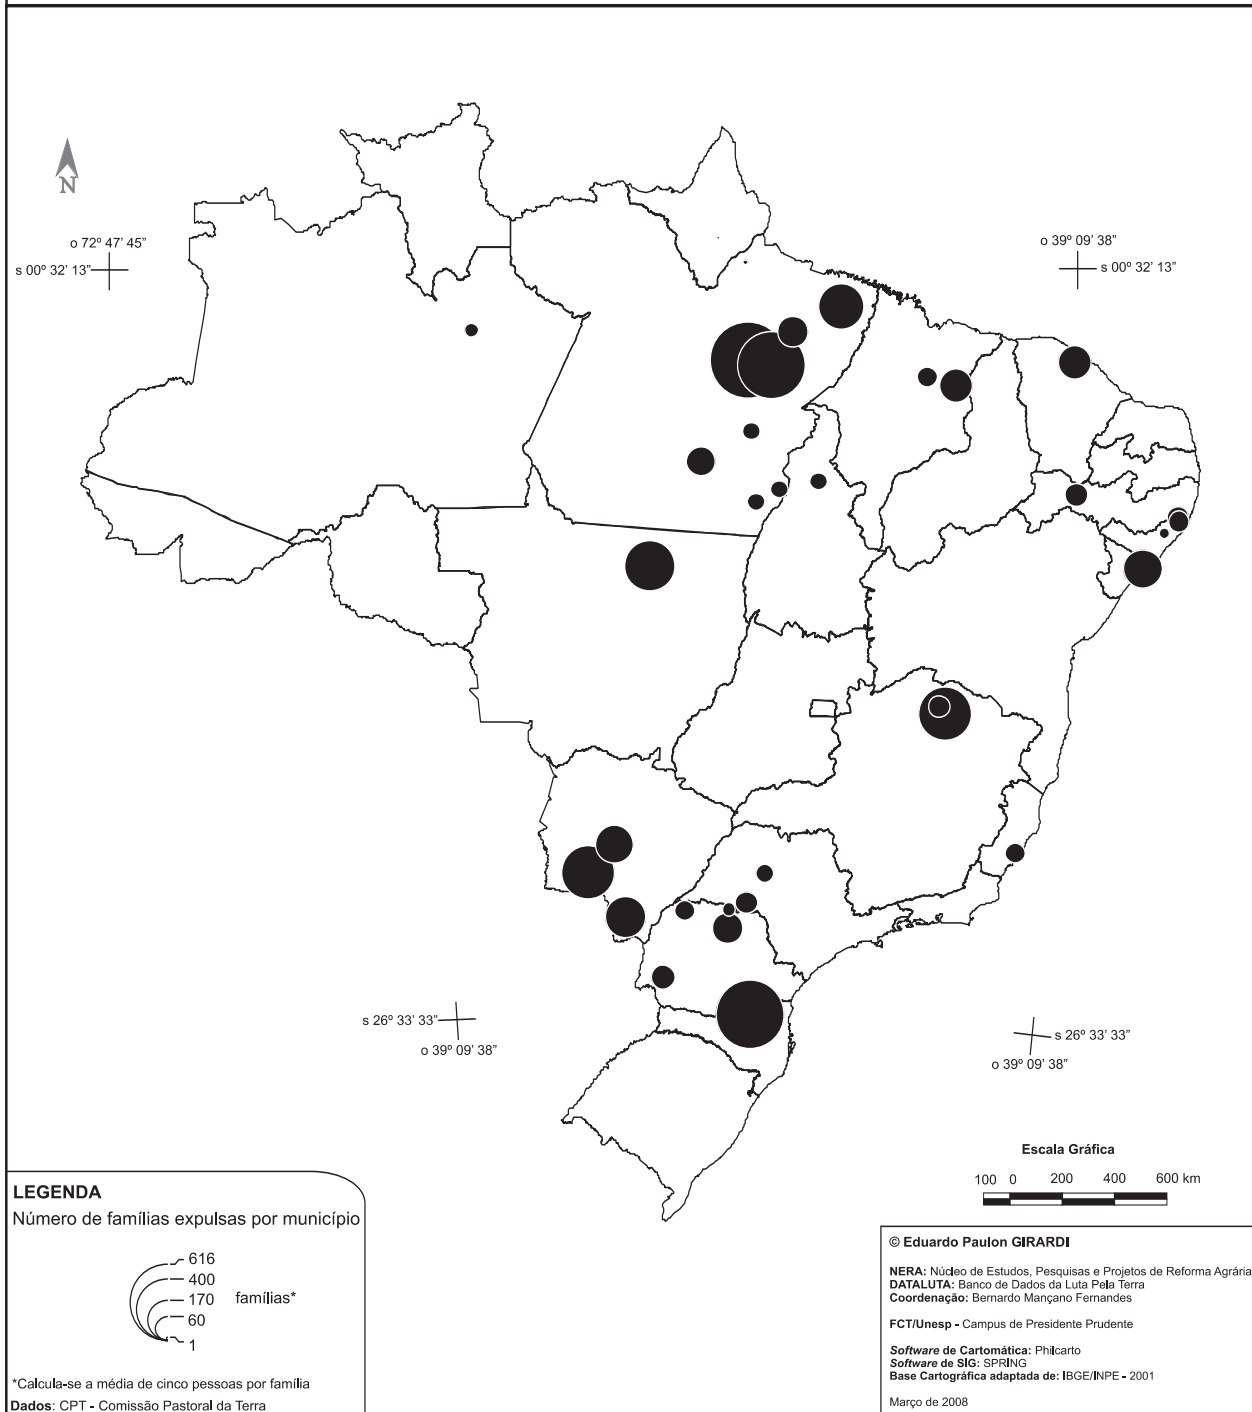 N
o 72º 47' 45”
s 00º 32' 13”
o 39º 09' 38”
s 00º 32' 13”
s 26º 33' 33”
o 39º 09' 38”
s 26º 33' 33”
o 39º 09' 38”
Escala Gráfica
100 0 200 400 600 km
LEGENDA
Número de famílias expulsas por município
616
400
170
60
1
famílias*
*Calcula-se a média de cinco pessoas por família
Dados: CPT - Comissão Pastoral da Terra
© Eduardo Paulon GIRARDI
NERA: Núcleo de Estudos, Pesquisas e Projetos de Reforma Agrária
DATALUTA: Banco de Dados da Luta Pela Terra
Coordenação: Bernardo Mançano Fernandes
FCT/Unesp - Campus de Presidente Prudente
Software de Cartomática: Philcarto
Software de SIG: SPRING
Base Cartográfica adaptada de: IBGE/INPE - 2001
Março de 2008